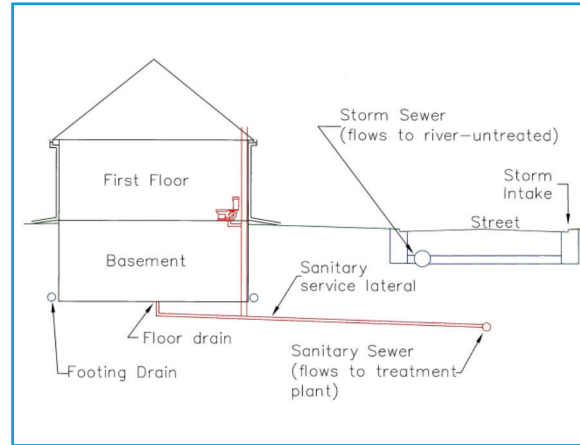 Storm Sewer
(flows to river-untreated)
First Floor
Storm
Intake
Street
Basement
Sanitary
service lateral
Floor drain
Footing Drain
Sanitary Sewer
(flows to treatment
plant)